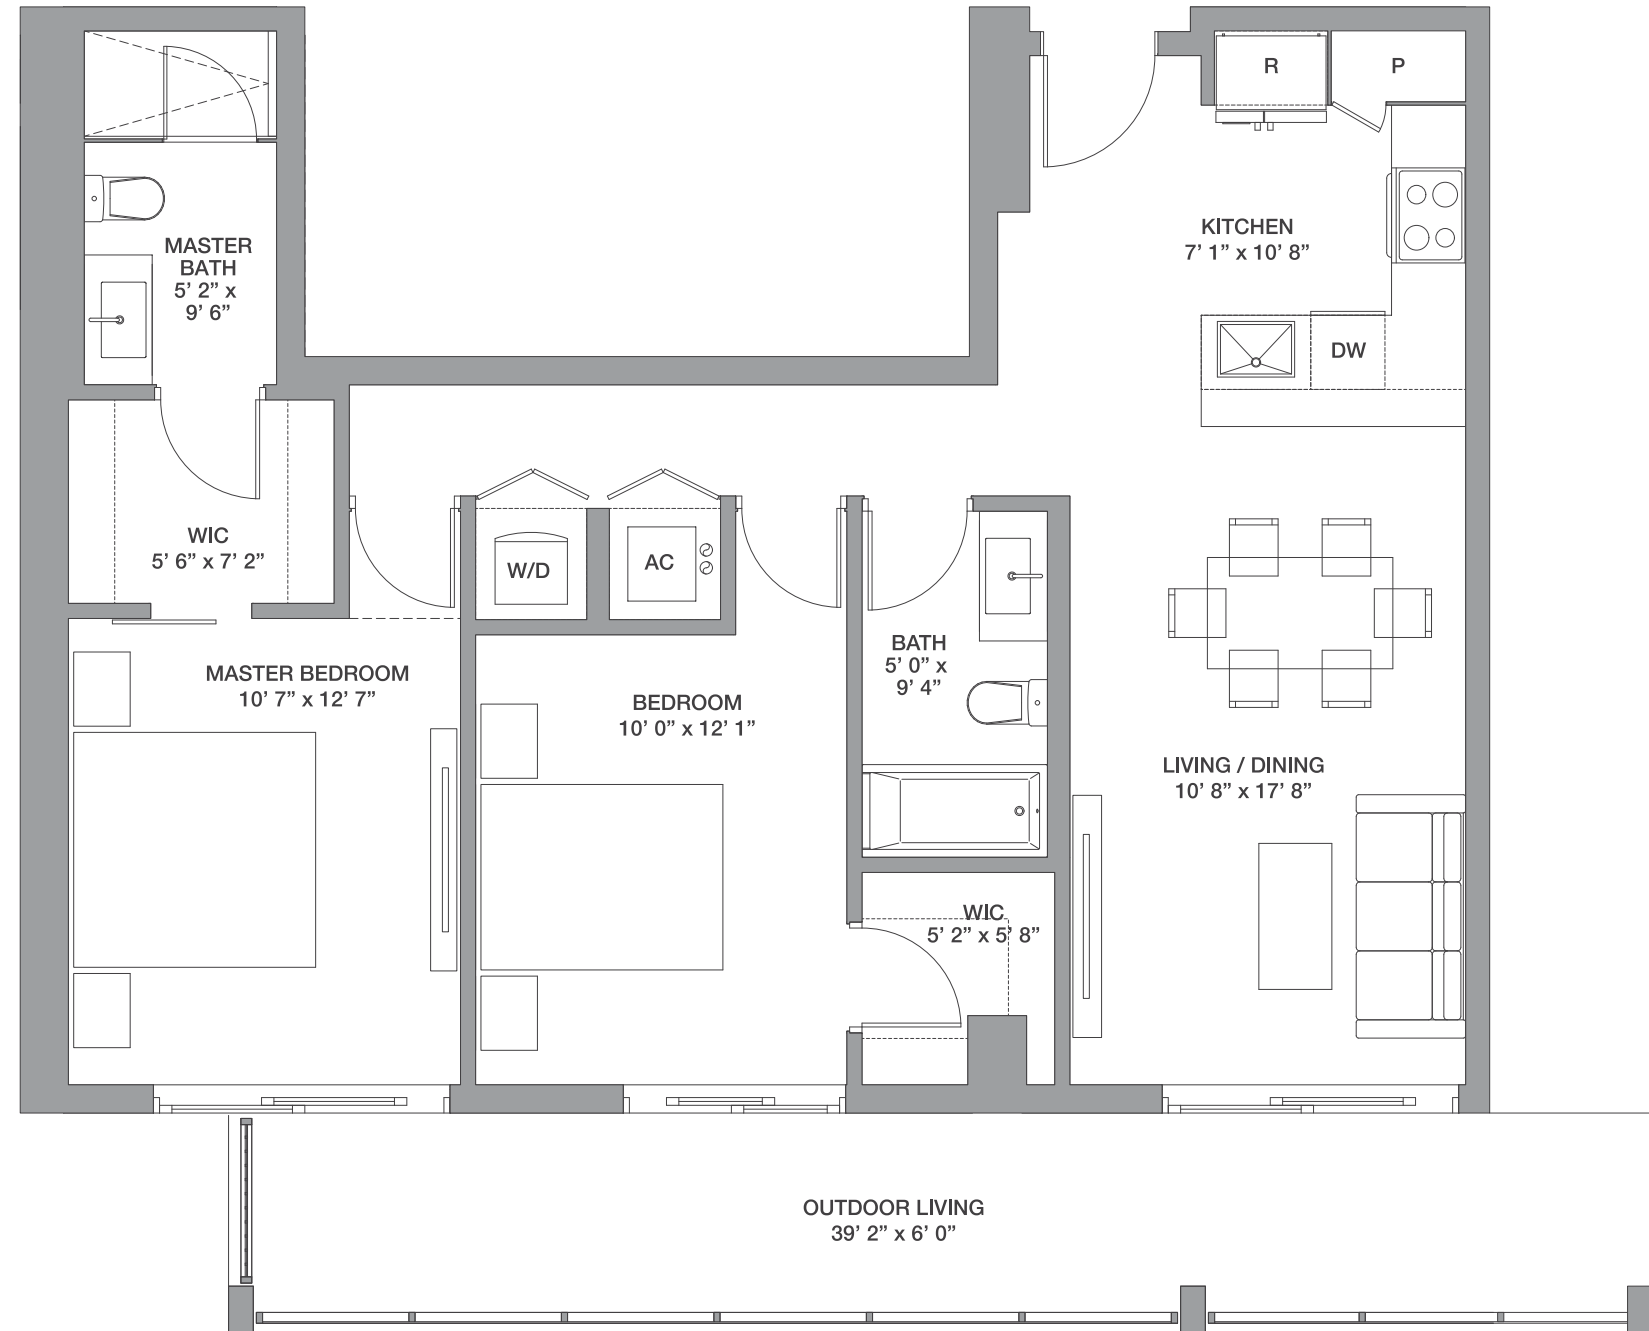 R
P
KITCHEN
7’ 1” x 10’ 8”
MASTER
BATH
5’ 2” x
9’ 6”
DW
WIC
5’ 6” x 7’ 2”
W/D
AC
BATH
5’ 0” x
9’ 4”
MASTER BEDROOM
10’ 7” x 12’ 7”
BEDROOM
10’ 0” x 12’ 1”
LIVING / DINING
10’ 8” x 17’ 8”
WIC
5’ 2” x 5’ 8”
OUTDOOR LIVING
39’ 2” x 6’ 0”